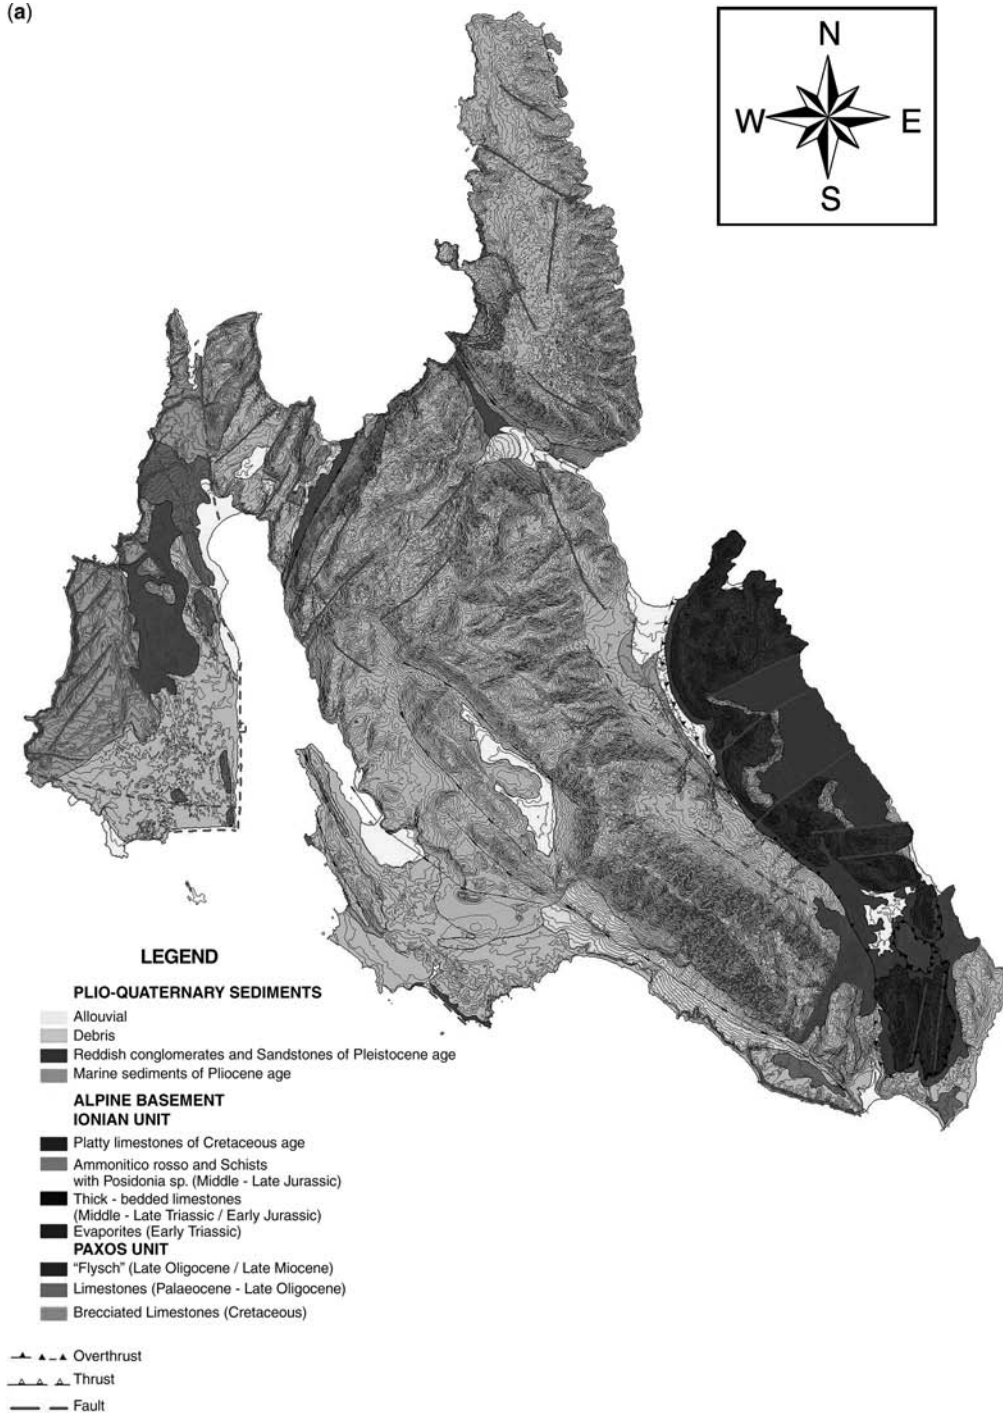 (a)
N
W E
S
LEGEND
PLIO-QUATERNARY SEDIMENTS
Allouvial
Debris
Reddish conglomerates and Sandstones of Pleistocene age
Marine sediments of Pliocene age
ALPINE BASEMENT
IONIAN UNIT
Platty limestones of Cretaceous age
Ammonitico rosso and Schists
with Posidonia sp. (Middle - Late Jurassic)
Thick - bedded limestones
(Middle - Late Triassic / Early Jurassic)
Evaporites (Early Triassic)
PAXOS UNIT
“Flysch” (Late Oligocene / Late Miocene)
Limestones (Palaeocene - Late Oligocene)
Brecciated Limestones (Cretaceous)
Overthrust
Thrust
Fault